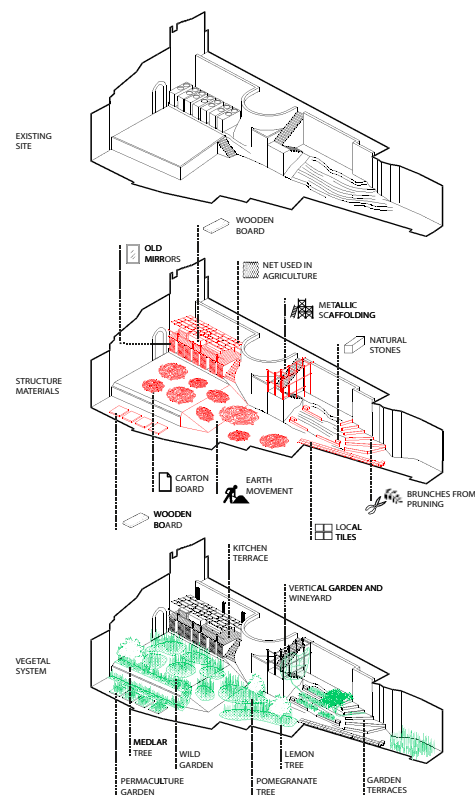 EXISTING
SITE
WOODEN
BOARD
OLD
MIRRORS
NET USED IN
AGRICULTURE
METALLIC
SCAFFOLDING
NATURAL
STONES
STRUCTURE
MATERIALS
CARTON
BOARD
EARTH
MOVEMENT
BRUNCHES FROM
PRUNING
WOODEN
BOARD
LOCAL
TILES
KITCHEN
TERRACE
VERTICAL GARDEN AND
WINEYARD
VEGETAL
SYSTEM
MEDLAR
TREE
WILD
GARDEN
LEMON
TREE
PERMACULTURE
GARDEN
POMEGRANATE
TREE
GARDEN
TERRACES